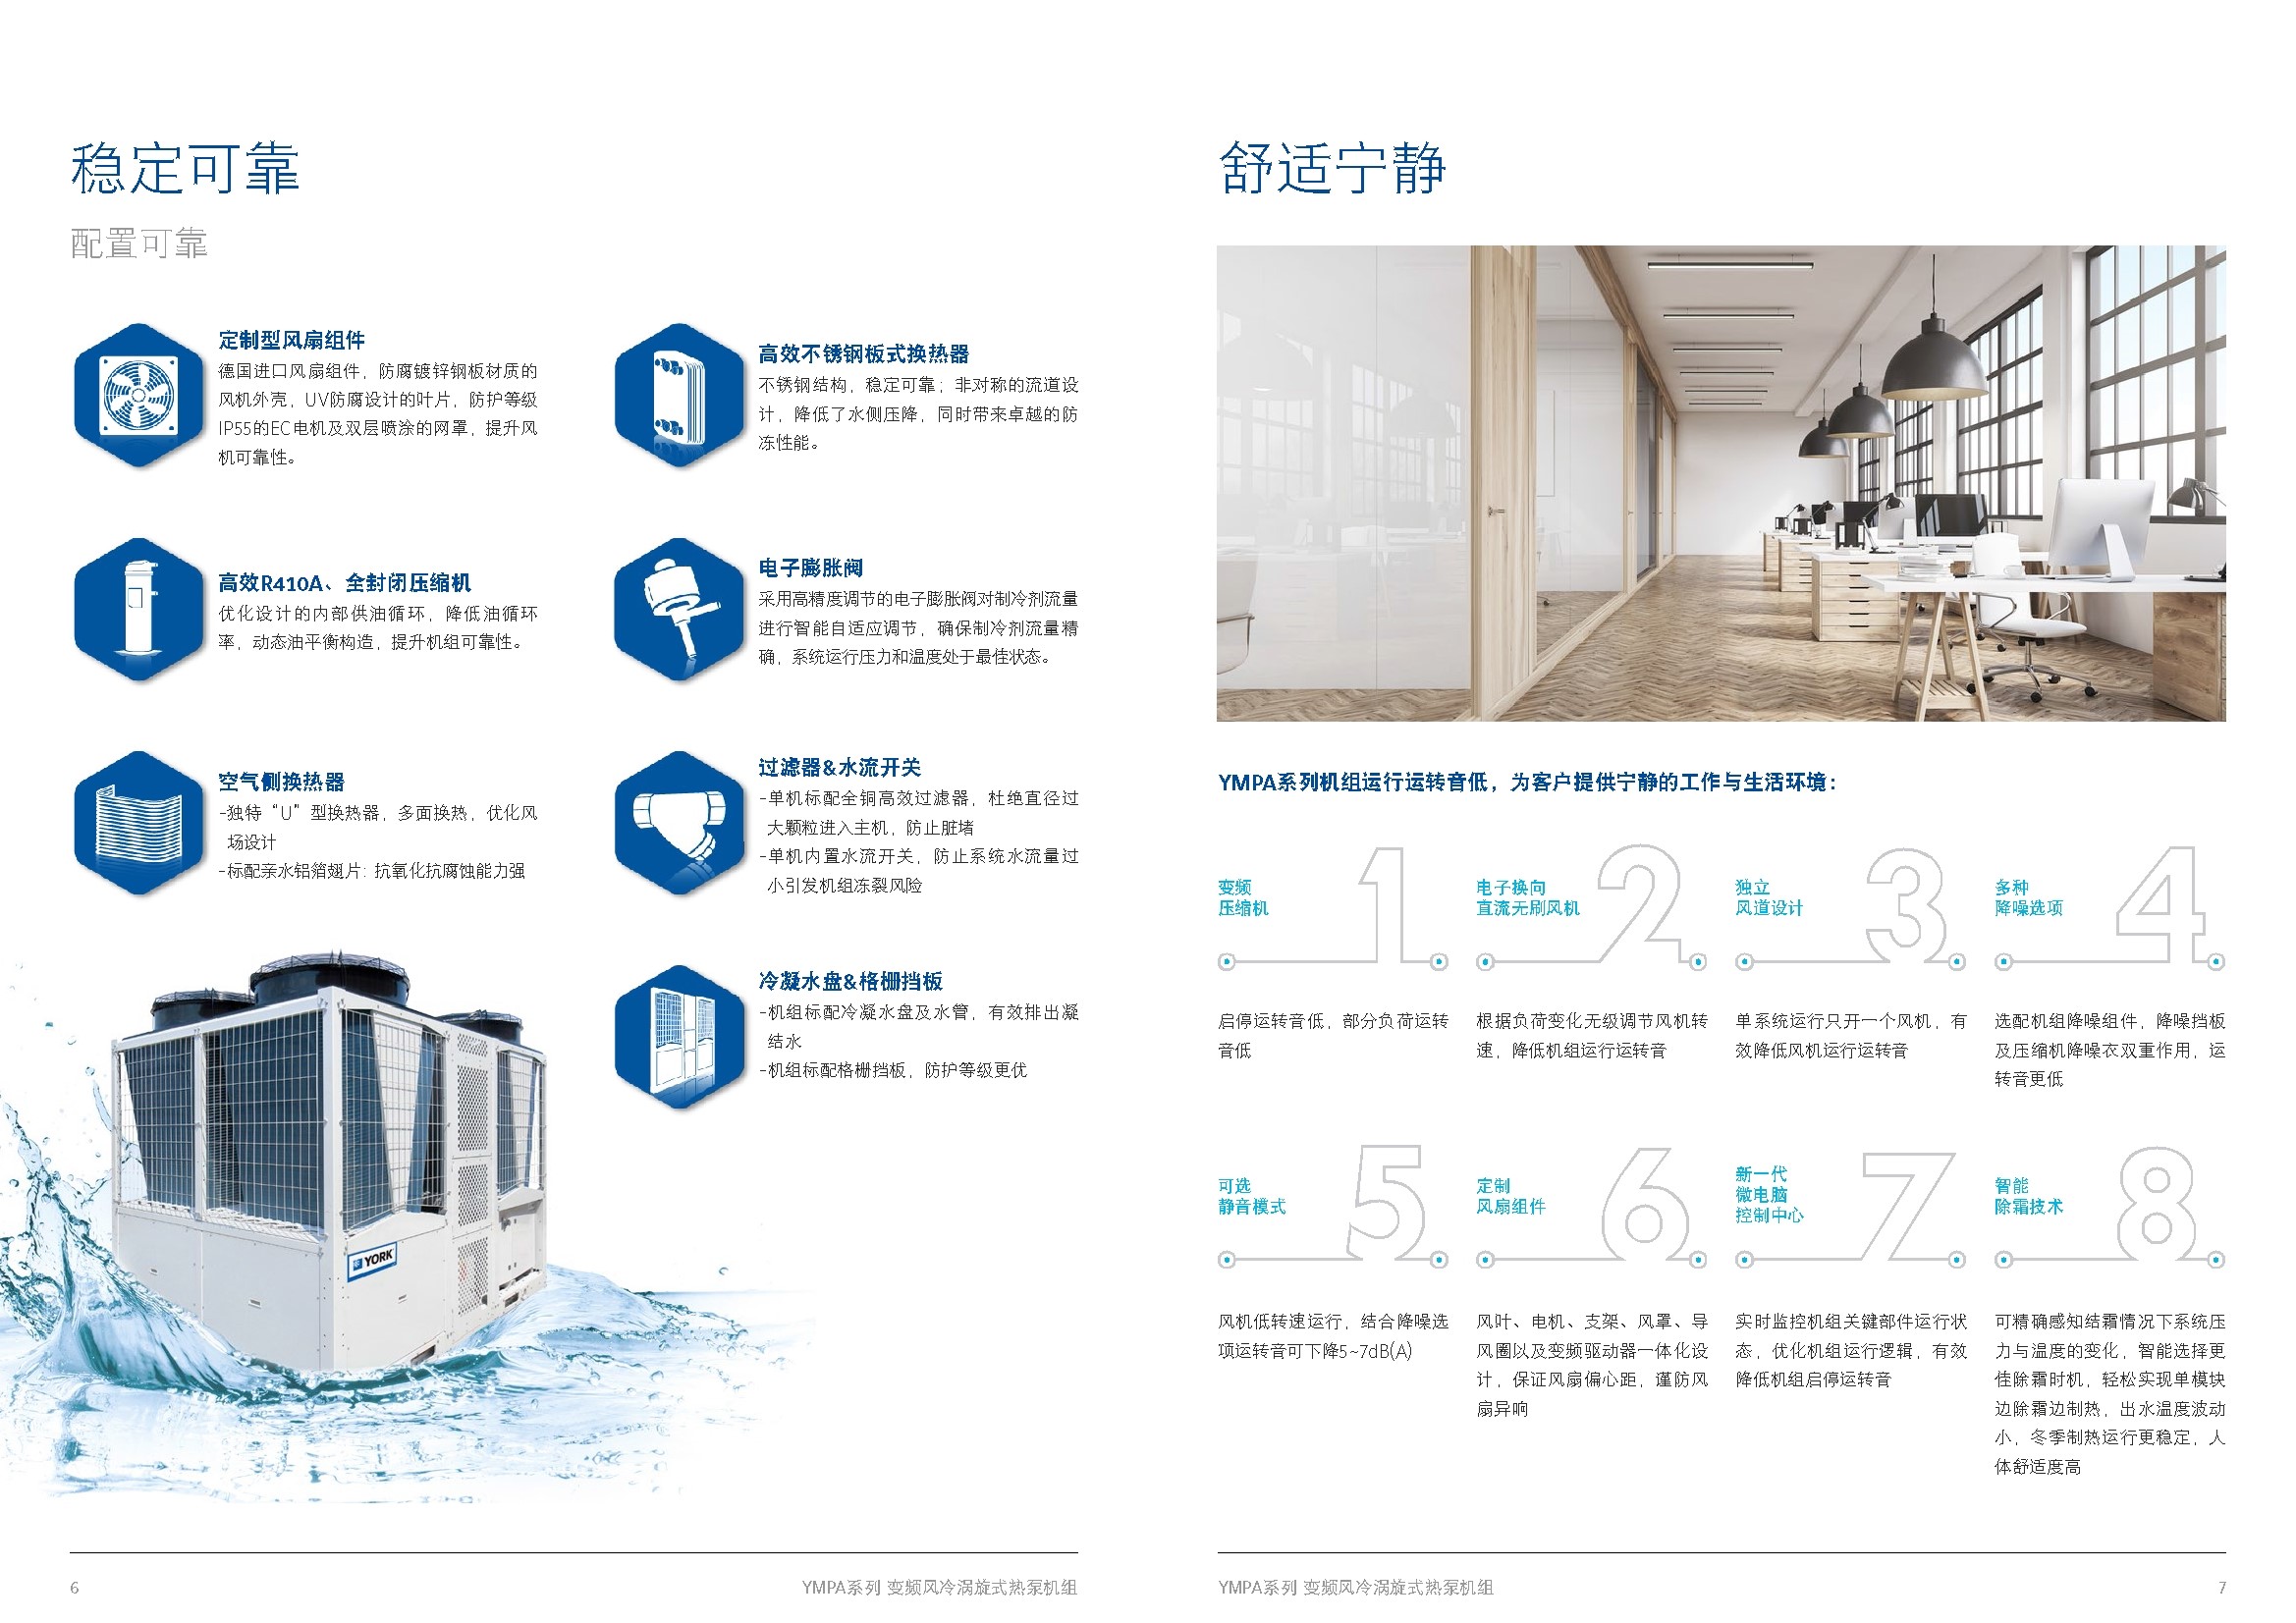 稳定可靠
配置可靠
定制型风扇组件
德国进口风扇组件，防腐镀锌钢板材质的
风机外壳，UV防腐设计的叶片，防护等级
IP55的EC电机及双层喷涂的网罩，提升风
机可靠性。
高效R410A、全封闭压缩机
优化设计的内部供油循环，降低油循环
率，动态油平衡构造，提升机组可靠性。
空气侧换热器
-独特“U”型换热器，多面换热，优化风
场设计
-标配亲水铝箔翅片：抗氧化抗腐蚀能力强
高效不锈钢板式换热器
不锈钢结构，稳定可靠；非对称的流道设
计，降低了水侧压降，同时带来卓越的防
冻性能。
电子膨胀阀
采用高精度调节的电子膨胀阀对制冷剂流量
进行智能自适应调节，确保制冷剂流量精
确，系统运行压力和温度处于最佳状态。
过滤器&水流开关
-单机标配全铜高效过滤器，杜绝直径过
大颗粒进入主机，防止脏堵
-单机内置水流开关，防止系统水流量过
小引发机组冻裂风险
冷凝水盘&格栅挡板
-机组标配冷凝水盘及水管，有效排出凝
结水
-机组标配格栅挡板，防护等级更优
YORK
6
YMPA系列 变频风冷涡旋式热泵机组
舒适宁静
YMPA系列机组运行运转音低，为客户提供宁静的工作与生活环境：
变频
压缩机
1
启停运转音低，部分负荷运转
音低
电子换向
直流无刷风机
2
根据负荷变化无级调节风机转
速，降低机组运行运转音
独立
风道设计
3
单系统运行只开一个风机，有
效降低风机运行运转音
多种
降噪选项
4
选配机组降噪组件，降噪挡板
及压缩机降噪衣双重作用，运
转音更低
可选
静音模式
5
风机低转速运行，结合降噪选
项运转音可下降5~7dB(A)
定制
风扇组件
6
风叶、电机、支架、风罩、导
风圈以及变频驱动器一体化设
计，保证风扇偏心距，谨防风
扇异响
新一代
微电脑
控制中心
7
实时监控机组关键部件运行状
态，优化机组运行逻辑，有效
降低机组启停运转音
智能
除霜技术
8
可精确感知结霜情况下系统压
力与温度的变化，智能选择更
佳除霜时机，轻松实现单模块
边除霜边制热，出水温度波动
小，冬季制热运行更稳定，人
体舒适度高
YMPA系列 变频风冷涡旋式热泵机组
7